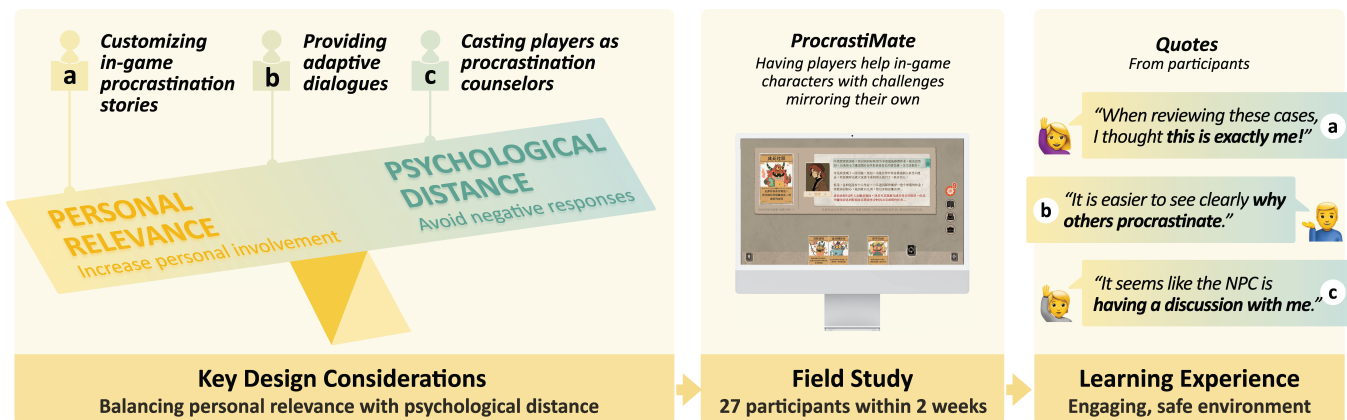 a
Customizing
in-game
procrastination
stories
b
Providing
adaptive
dialogues
c
Casting players as
procrastination
counselors
PERSONAL
RELEVANCE
Increase personal involvement
PSYCHOLOGICAL
DISTANCE
Avoid negative responses
Key Design Considerations
Balancing personal relevance with psychological distance
ProcrastiMate
Having players help in-game
characters with challenges
mirroring their own
Field Study
27 participants within 2 weeks
Quotes
From participants
“When reviewing these cases,
I thought this is exactly me!”
a
b
“It is easier to see clearly why
others procrastinate.”
“It seems like the NPC is
having a discussion with me.”
c
Learning Experience
Engaging, safe environment